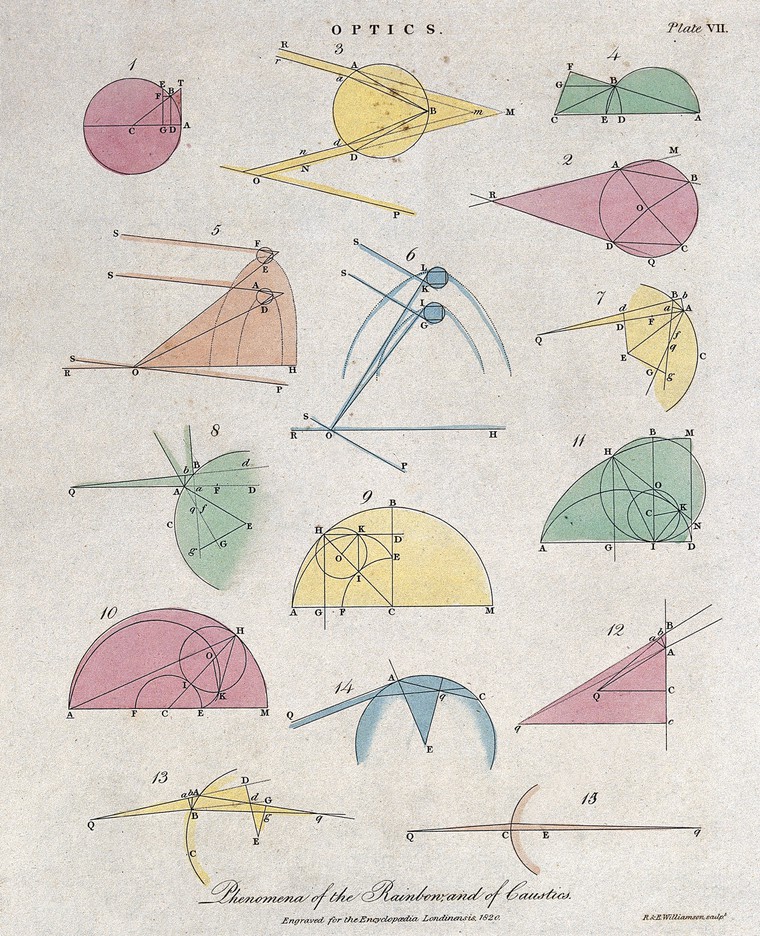 OPTICS.
Plate VII.
1
E
T
F
B
C
G
D
A
3
R
r
A
a
B
m
M
n
d
D
N
O
P
4
F
G
B
C
E
D
A
2
M
A
B
R
O
D
C
Q
5
S
F
E
S
A
D
S
R
O
H
P
6
S
L
S
K
I
G
S
R
O
H
P
7
B
b
d
a
A
D
F
Q
f
q
E
C
G
g
8
B
d
b
Q
A
a
F
D
q
f
C
E
G
g
9
B
H
K
D
O
E
I
A
G
F
C
M
11
B
M
H
O
C
K
N
A
G
I
D
10
H
O
I
K
A
F
C
E
M
12
B
b
a
A
Q
C
q
c
14
A
q
C
Q
E
13
D
a
b
A
d
G
B
g
q
Q
E
C
15
Q
C
E
q
Phenomena of the Rainbow, and of Caustics.
Engraved for the Encyclopædia Londinensis, 1820.
R. & E. Williamson, sculpt.